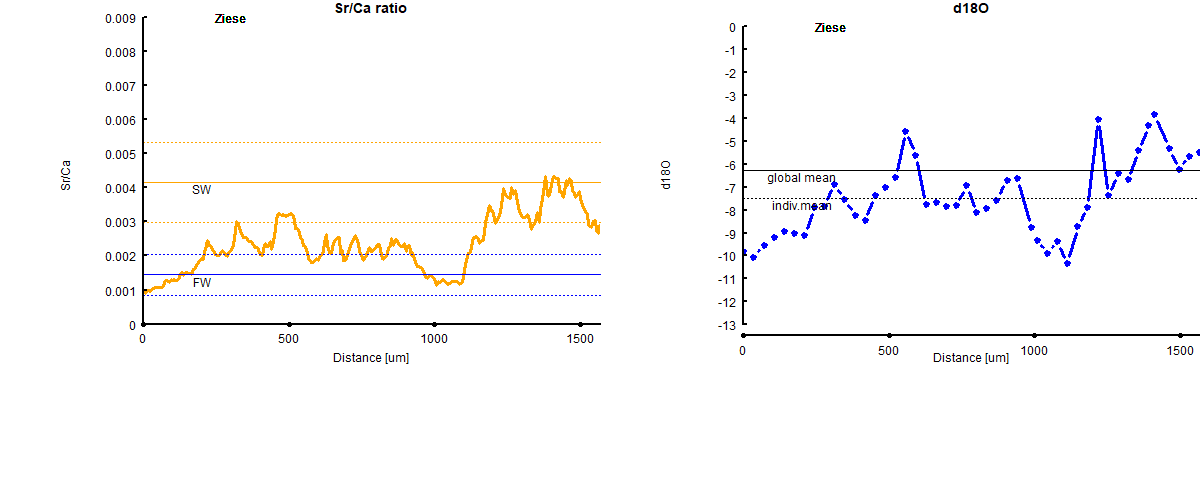 Sr/Ca ratio
Ziese
0.009
0.008
0.007
0.006
0.005
0.004
0.003
0.002
0.001
0
Sr/Ca
SW
FW
0
500
1000
1500
Distance [um]
d18O
Ziese
0
-1
-2
-3
-4
-5
-6
-7
-8
-9
-10
-11
-12
-13
d18O
global mean
indiv.mean
0
500
1000
1500
Distance [um]